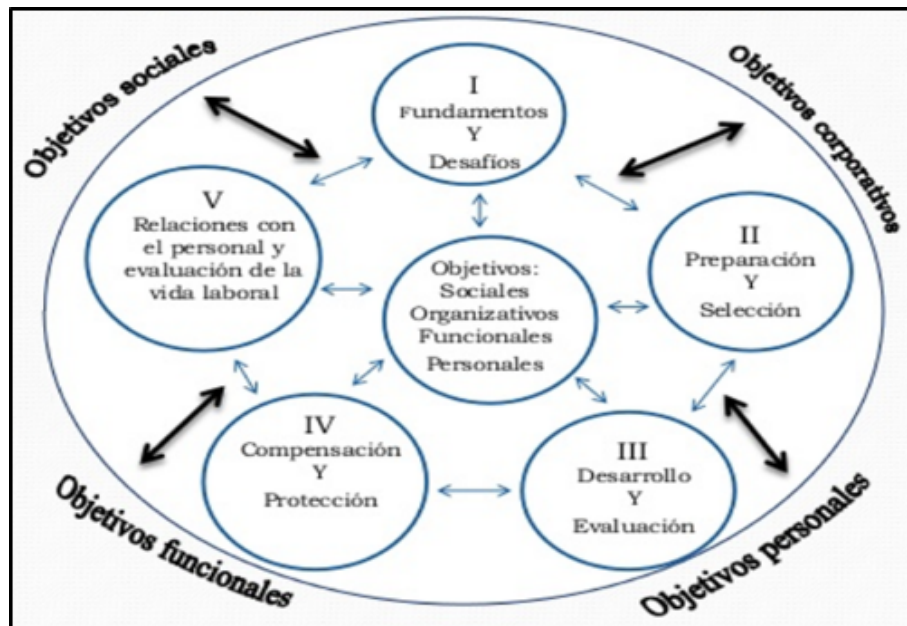 Objetivos sociales
Objetivos corporativos
I
Fundamentos
Y
Desafíos
V
Relaciones con
el personal y
evaluación de la
vida laboral
II
Preparación
Y
Selección
Objetivos:
Sociales
Organizativos
Funcionales
Personales
IV
Compensación
Y
Protección
III
Desarrollo
Y
Evaluación
Objetivos funcionales
Objetivos personales